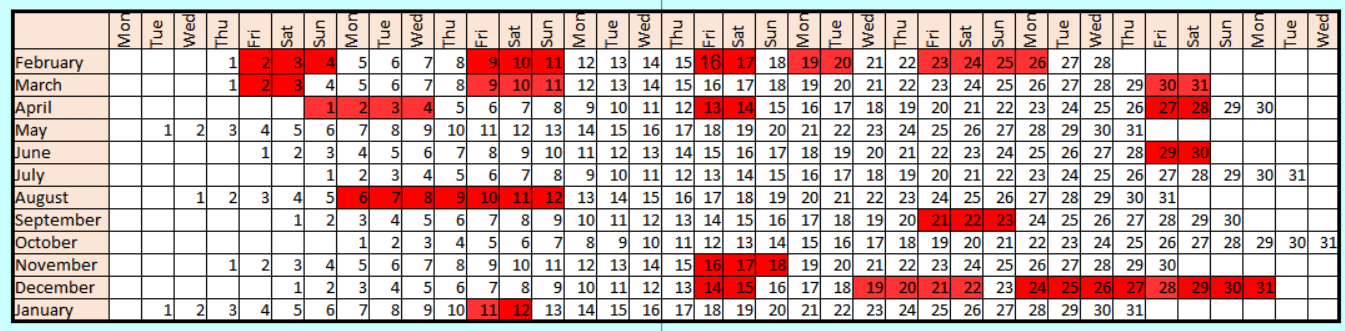 Mon Tue Wed Thu Fri Sat Sun Mon Tue Wed Thu Fri Sat Sun Mon Tue Wed Thu Fri Sat Sun Mon Tue Wed Thu Fri Sat Sun Mon Tue Wed Thu Fri Sat Sun Mon Tue Wed
February 1 2 3 4 5 6 7 8 9 10 11 12 13 14 15 16 17 18 19 20 21 22 23 24 25 26 27 28
March 1 2 3 4 5 6 7 8 9 10 11 12 13 14 15 16 17 18 19 20 21 22 23 24 25 26 27 28 29 30 31
April 1 2 3 4 5 6 7 8 9 10 11 12 13 14 15 16 17 18 19 20 21 22 23 24 25 26 27 28 29 30
May 1 2 3 4 5 6 7 8 9 10 11 12 13 14 15 16 17 18 19 20 21 22 23 24 25 26 27 28 29 30 31
June 1 2 3 4 5 6 7 8 9 10 11 12 13 14 15 16 17 18 19 20 21 22 23 24 25 26 27 28 29 30
July 1 2 3 4 5 6 7 8 9 10 11 12 13 14 15 16 17 18 19 20 21 22 23 24 25 26 27 28 29 30 31
August 1 2 3 4 5 6 7 8 9 10 11 12 13 14 15 16 17 18 19 20 21 22 23 24 25 26 27 28 29 30 31
September 1 2 3 4 5 6 7 8 9 10 11 12 13 14 15 16 17 18 19 20 21 22 23 24 25 26 27 28 29 30
October 1 2 3 4 5 6 7 8 9 10 11 12 13 14 15 16 17 18 19 20 21 22 23 24 25 26 27 28 29 30 31
November 1 2 3 4 5 6 7 8 9 10 11 12 13 14 15 16 17 18 19 20 21 22 23 24 25 26 27 28 29 30
December 1 2 3 4 5 6 7 8 9 10 11 12 13 14 15 16 17 18 19 20 21 22 23 24 25 26 27 28 29 30 31
January 1 2 3 4 5 6 7 8 9 10 11 12 13 14 15 16 17 18 19 20 21 22 23 24 25 26 27 28 29 30 31